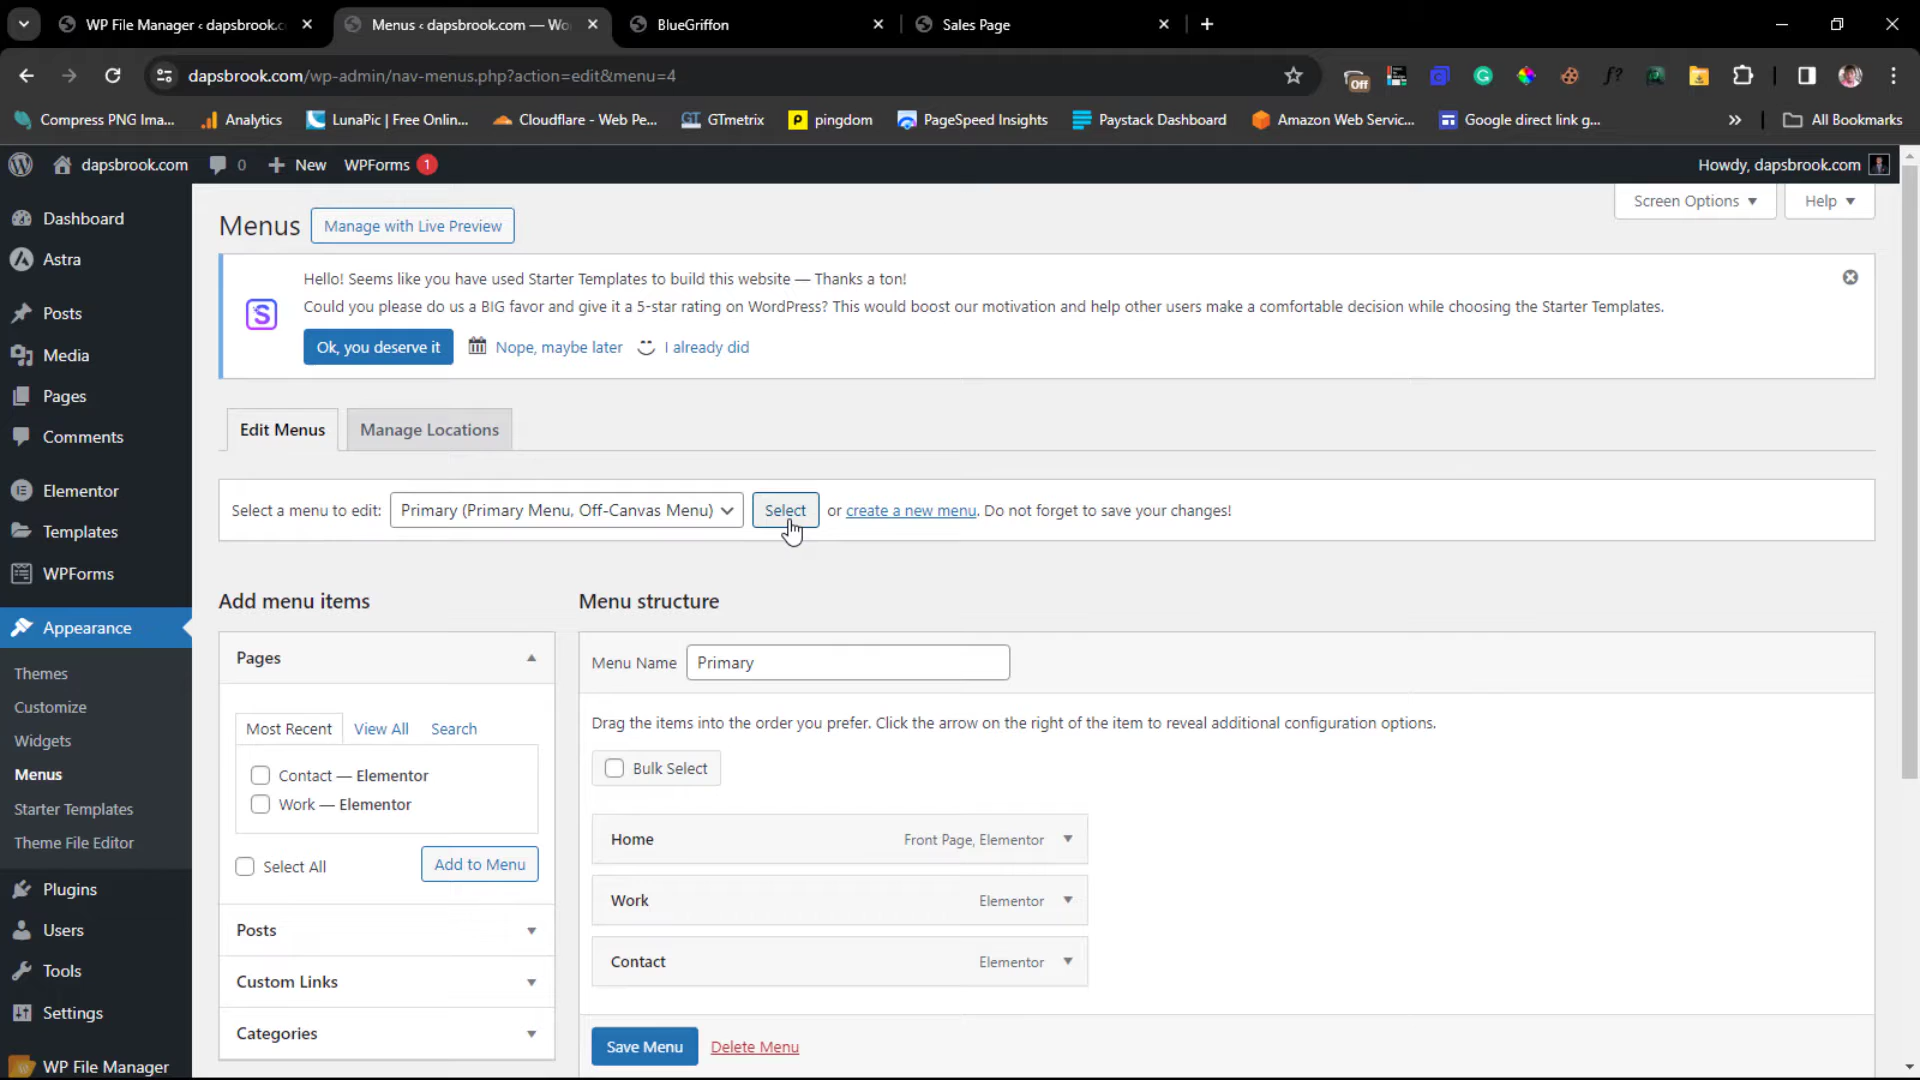 WP File Manager ‹ dapsbrook.c
Menus ‹ dapsbrook.com — Wo
BlueGriffon
Sales Page
dapsbrook.com/wp-admin/nav-menus.php?action=edit&menu=4
Off
f?
Compress PNG Ima...
Analytics
LunaPic | Free Onlin...
Cloudflare - Web Pe...
GTmetrix
pingdom
PageSpeed Insights
Paystack Dashboard
Amazon Web Servic...
Google direct link g...
»
All Bookmarks
dapsbrook.com
0
New
WPForms 1
Howdy, dapsbrook.com
Screen Options
Help
Dashboard
Astra
Posts
Media
Pages
Comments
Elementor
Templates
WPForms
Appearance
Themes
Customize
Widgets
Menus
Starter Templates
Theme File Editor
Plugins
Users
Tools
Settings
WP File Manager
Menus
Manage with Live Preview
Hello! Seems like you have used Starter Templates to build this website — Thanks a ton!
Could you please do us a BIG favor and give it a 5-star rating on WordPress? This would boost our motivation and help other users make a comfortable decision while choosing the Starter Templates.
Ok, you deserve it
Nope, maybe later
I already did
Edit Menus
Manage Locations
Select a menu to edit: Primary (Primary Menu, Off-Canvas Menu) Select or create a new menu. Do not forget to save your changes!
Add menu items
Pages
Most Recent
View All
Search
Contact — Elementor
Work — Elementor
Select All
Add to Menu
Posts
Custom Links
Categories
Menu structure
Menu Name Primary
Drag the items into the order you prefer. Click the arrow on the right of the item to reveal additional configuration options.
Bulk Select
Home Front Page, Elementor
Work Elementor
Contact Elementor
Save Menu
Delete Menu